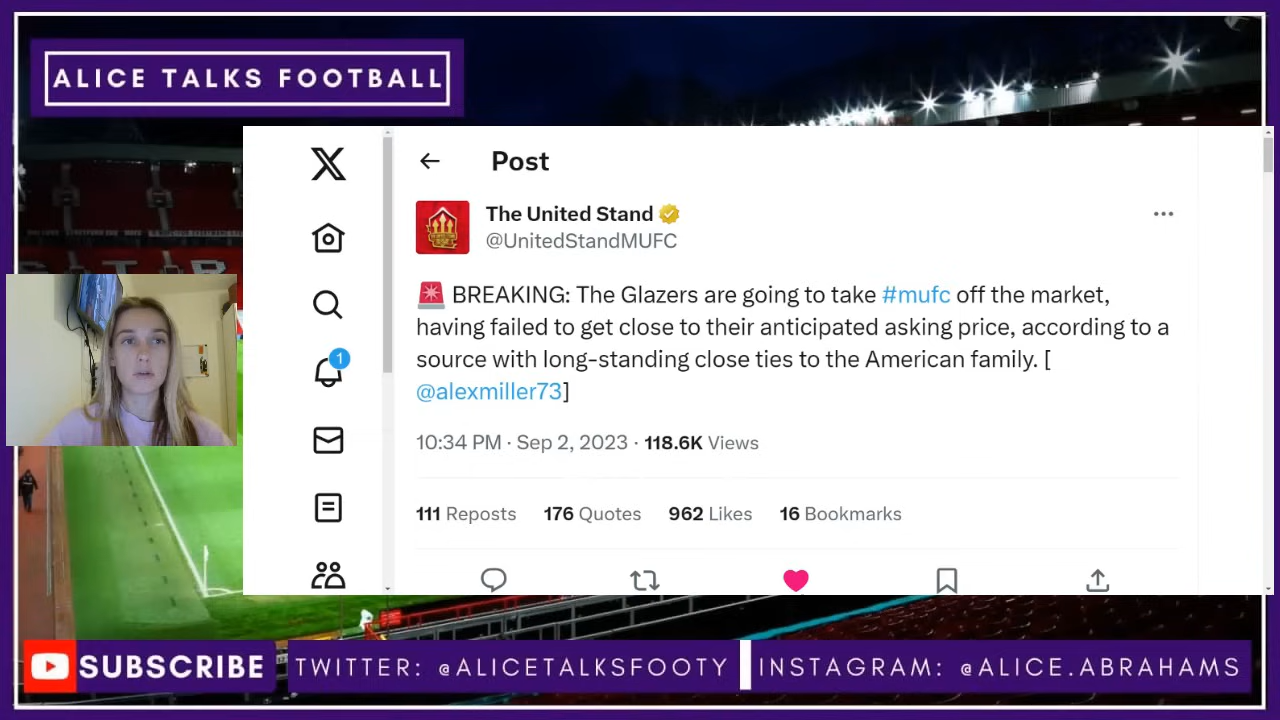 ALICE TALKS FOOTBALL
X
Post
The United Stand
@UnitedStandMUFC
🚨 BREAKING: The Glazers are going to take #mufc off the market,
having failed to get close to their anticipated asking price, according to a
source with long-standing close ties to the American family. [
@alexmiller73]
1
10:34 PM · Sep 2, 2023 · 118.6K Views
111 Reposts 176 Quotes 962 Likes 16 Bookmarks
SUBSCRIBE
TWITTER: @ALICETALKSFOOTY
INSTAGRAM: @ALICE.ABRAHAMS